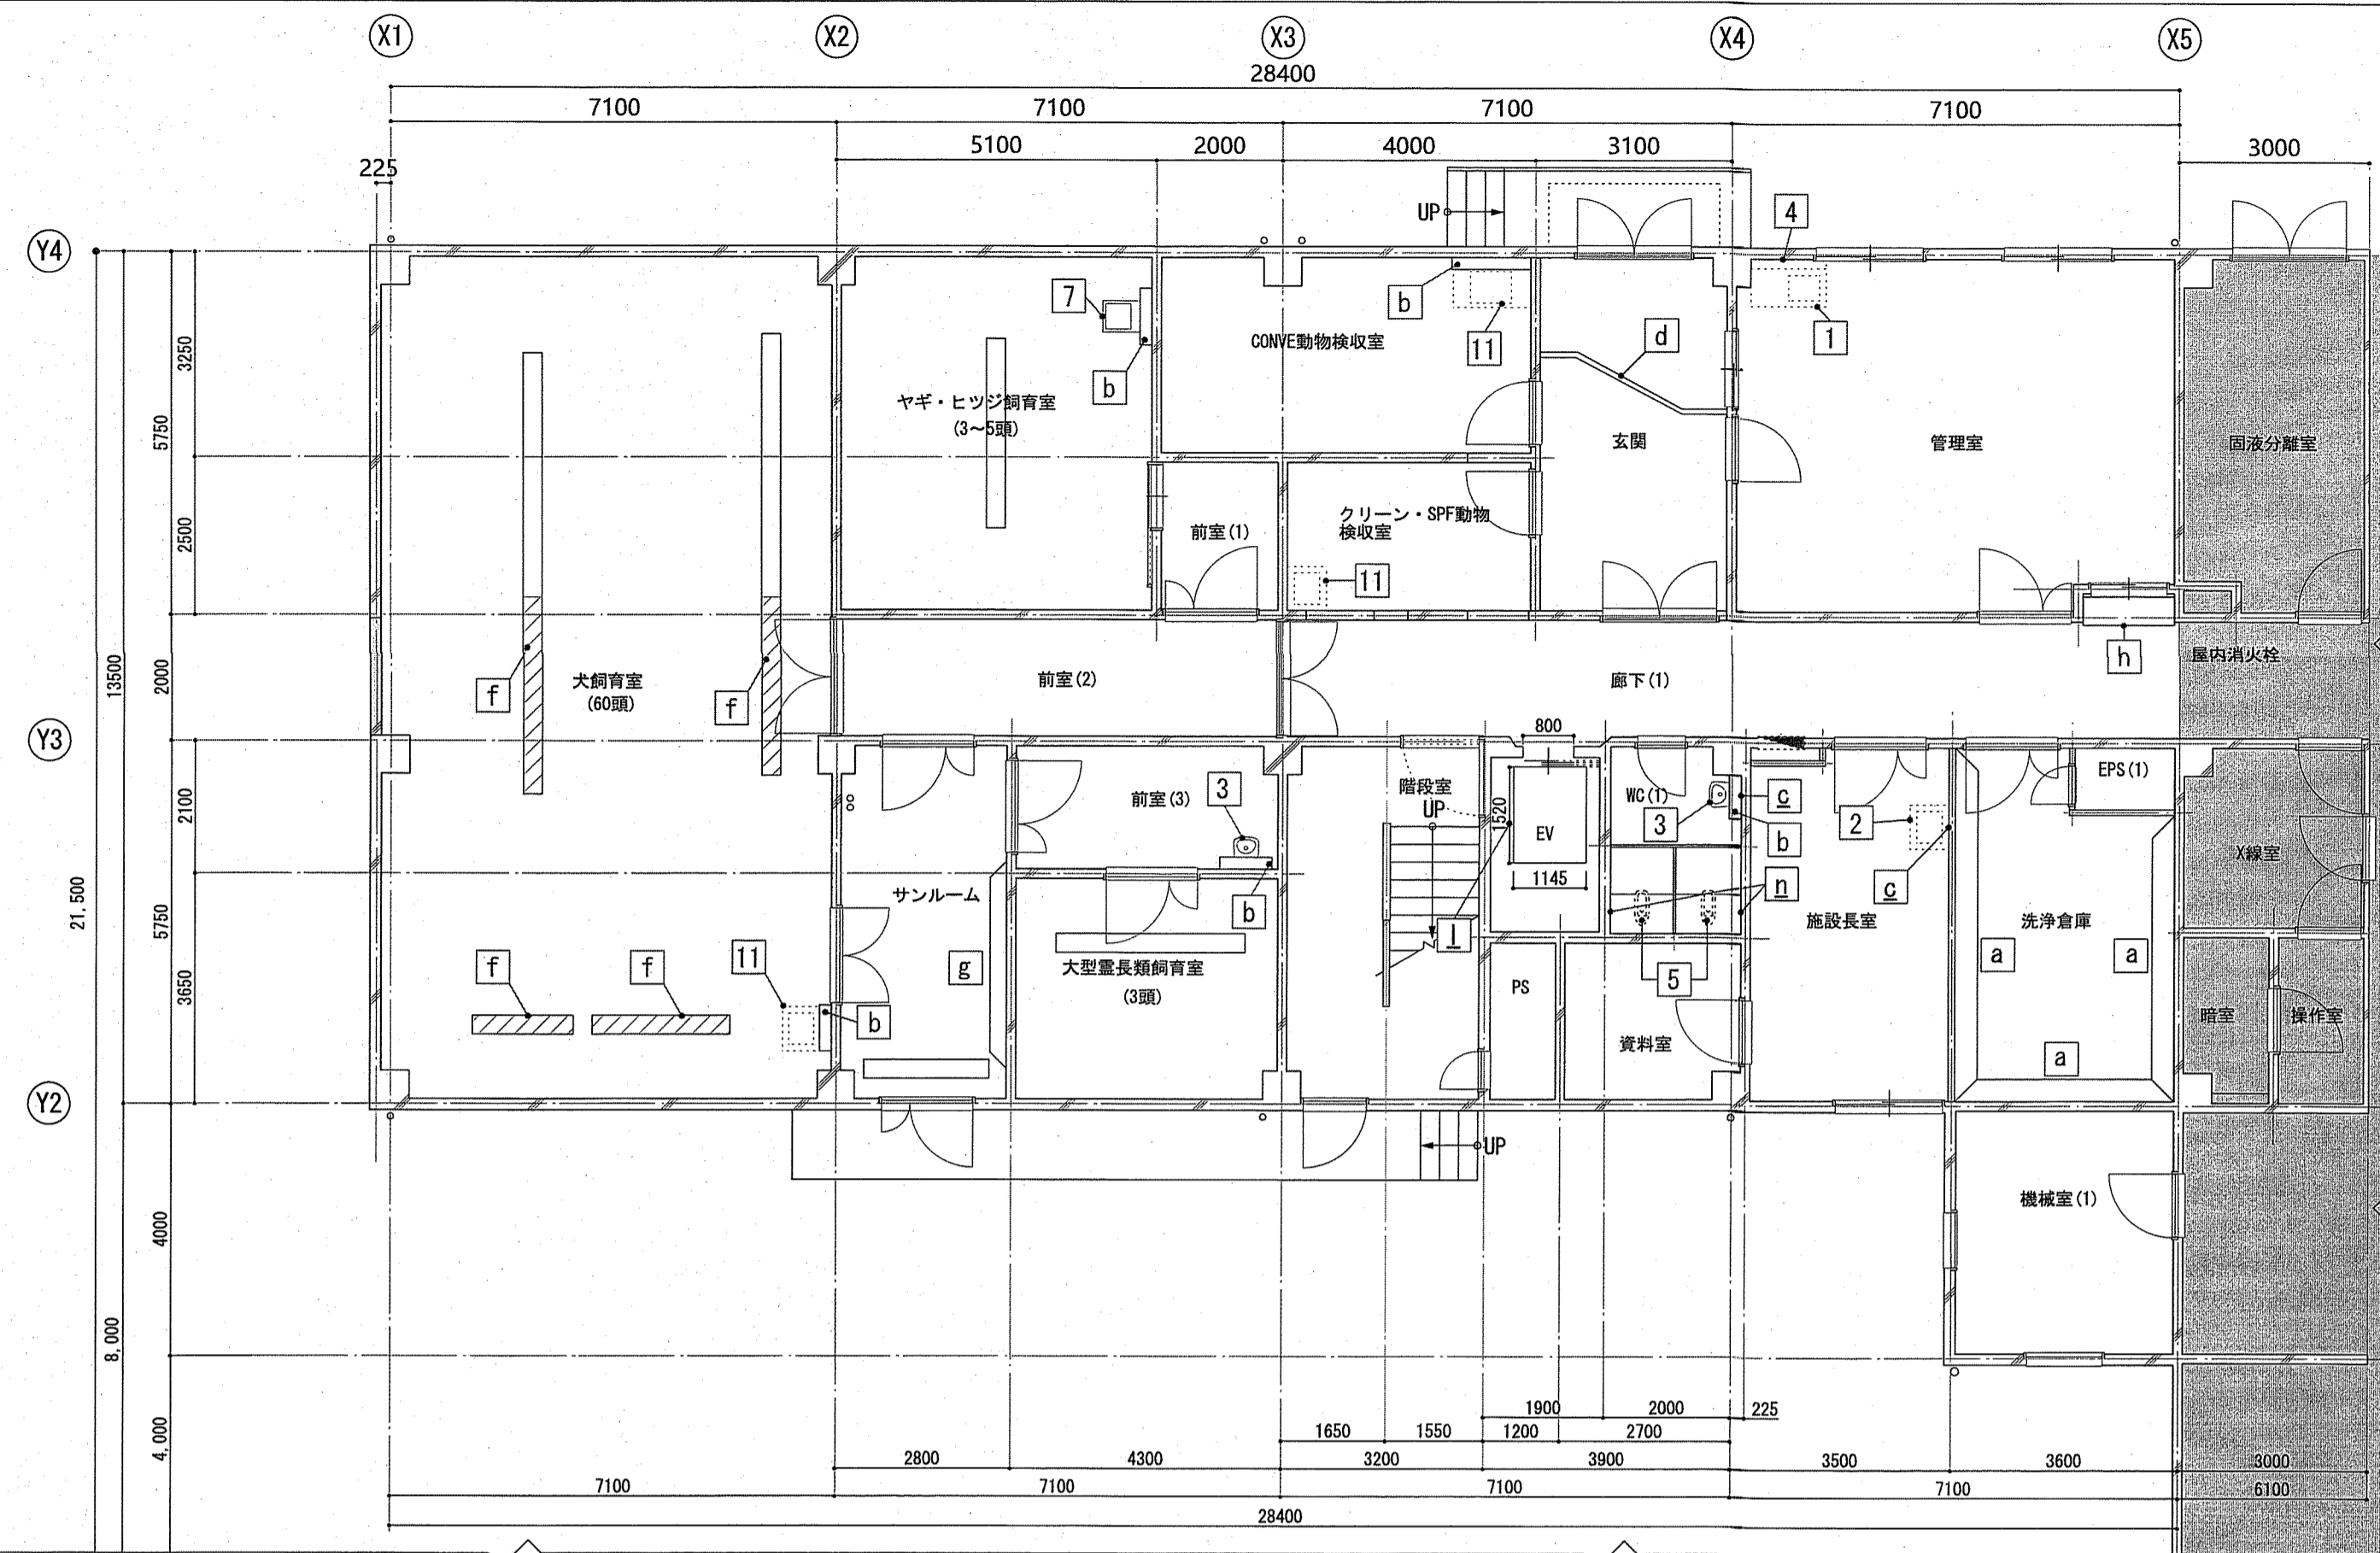 X1 X2 X3 X4 X5
28400
7100 7100 7100 7100
5100 2000 4000 3100 3000
225
UP
4
Y4
7
b
11
1
d
3250
CONVE動物検収室
b
5750
ヤギ・ヒツジ飼育室
(3～5頭)
玄関
管理室
固液分離室
2500
前室(1)
クリーン・SPF動物
検収室
11
13500
2000
f
犬飼育室
(60頭)
f
前室(2)
廊下(1)
h
屋内消火栓
Y3
800
2100
前室(3)
3
階段室
UP
1520
EV
WC(1)
3
c
b
2
EPS(1)
1145
X線室
サンルーム
b
n
c
21,500
5750
3650
f
f
11
g
大型霊長類飼育室
(3頭)
l
施設長室
洗浄倉庫
a
a
PS
5
b
資料室
a
暗室
操作室
Y2
UP
機械室(1)
4000
8,000
4,000
1900 2000 225
1650 1550 1200 2700
2800 4300 3200 3900 3500 3600 3000
7100 7100 7100 7100 6100
28400